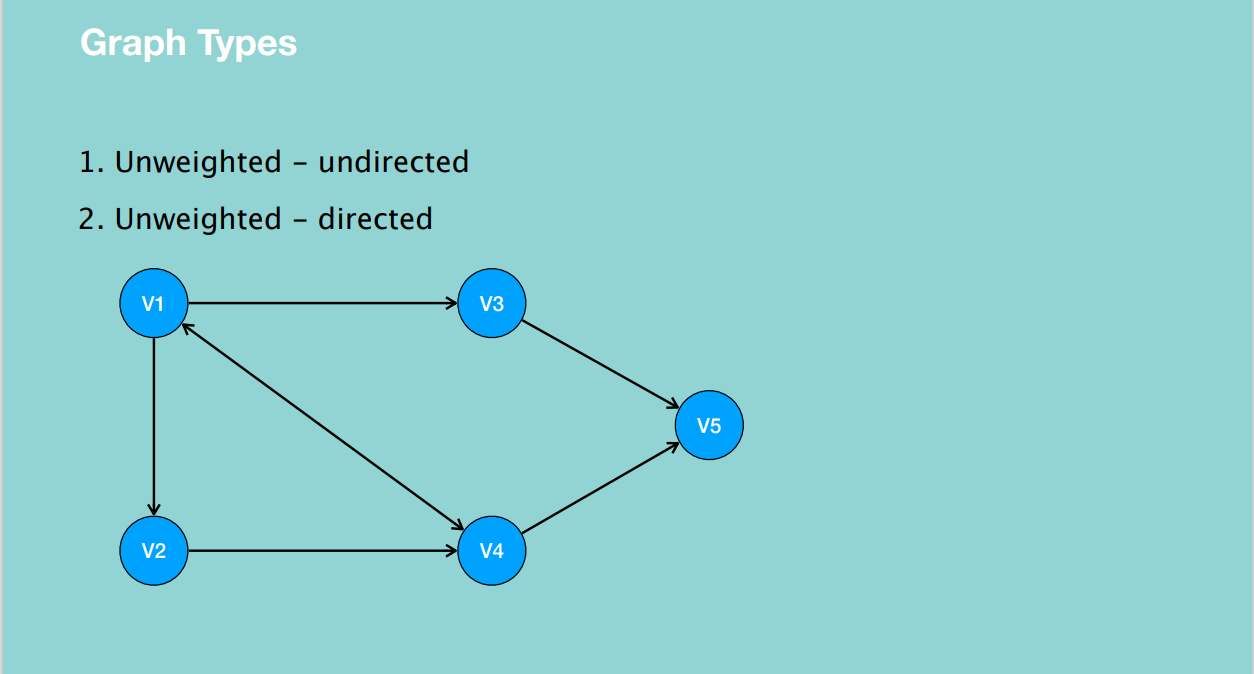 Graph Types
1. Unweighted – undirected
2. Unweighted – directed
V1
V3
V5
V2
V4